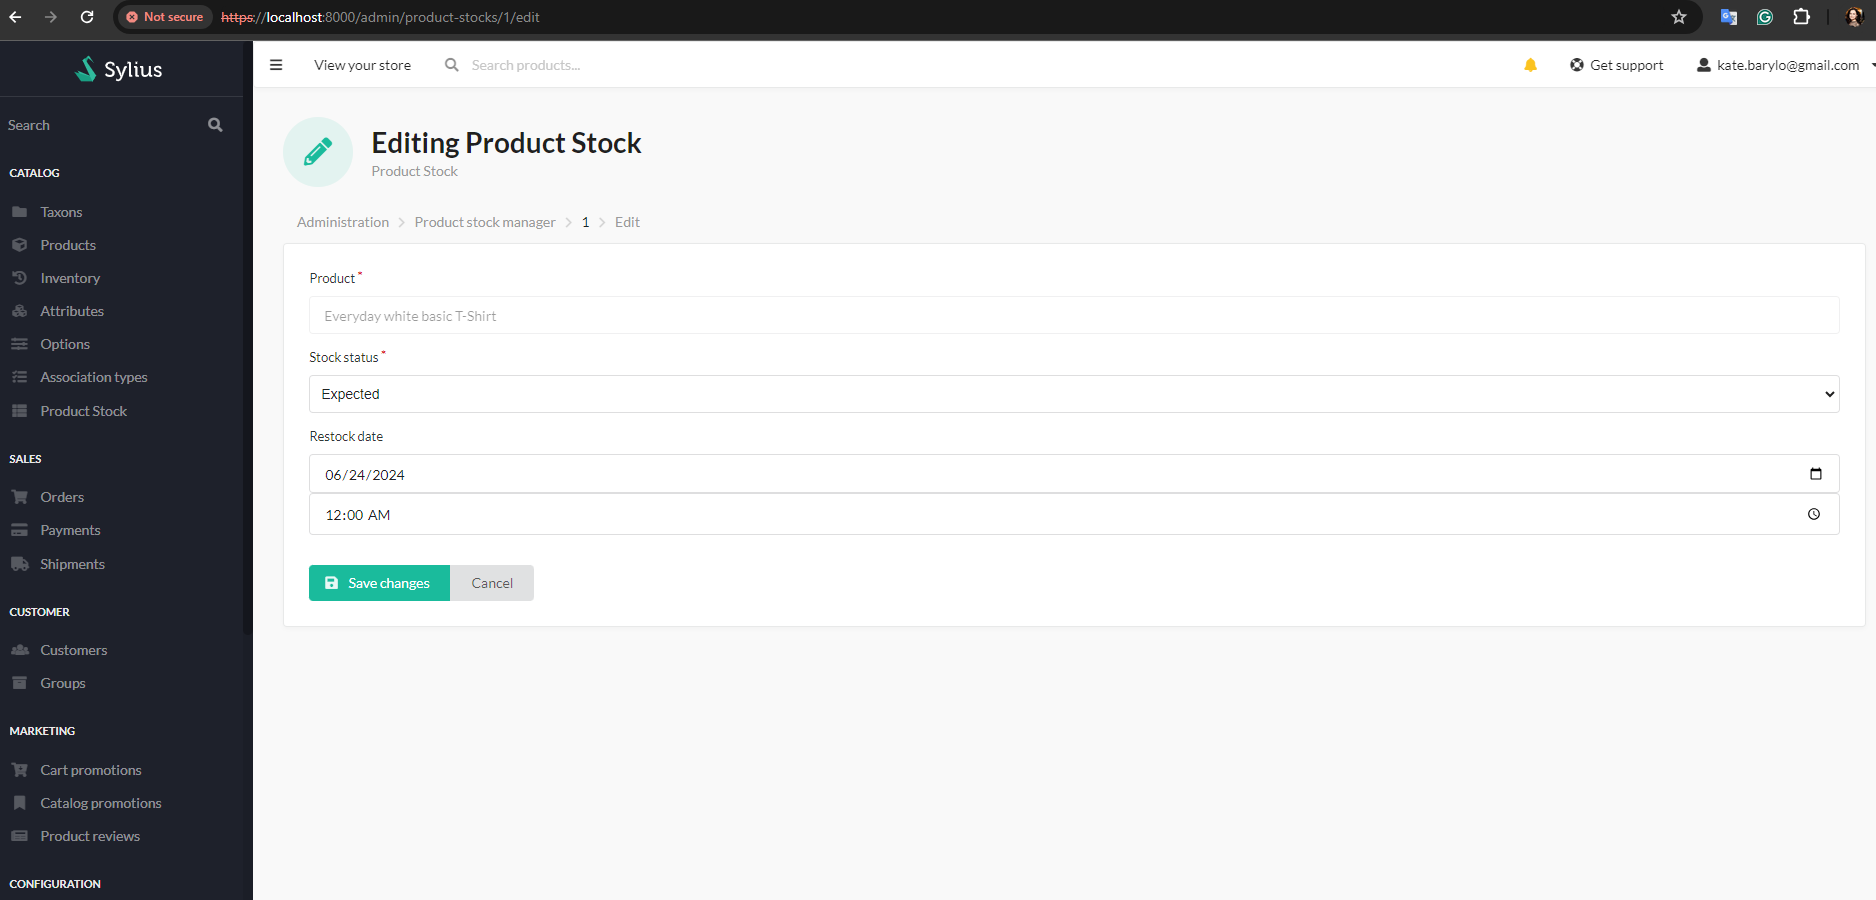 Not secure https://localhost:8000/admin/product-stocks/1/edit
Sylius
View your store
Search products...
Get support
kate.barylo@gmail.com
Search
CATALOG
Taxons
Products
Inventory
Attributes
Options
Association types
Product Stock
SALES
Orders
Payments
Shipments
CUSTOMER
Customers
Groups
MARKETING
Cart promotions
Catalog promotions
Product reviews
CONFIGURATION
Editing Product Stock
Product Stock
Administration > Product stock manager > 1 > Edit
Product *
Everyday white basic T-Shirt
Stock status *
Expected
Restock date
06/24/2024
12:00 AM
Save changes
Cancel